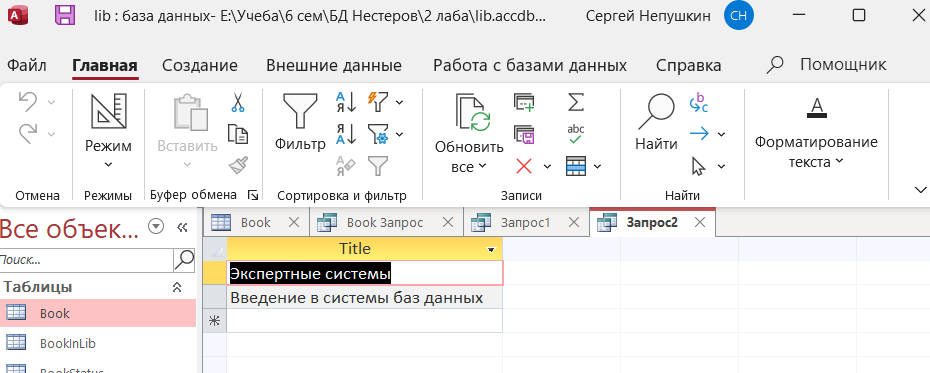 lib : база данных- E:\Учеба\6 сем\БД Нестеров\2 лаба\lib.accdb...
Сергей Непушкин
СН
Файл Главная Создание Внешние данные Работа с базами данных Справка Помощник
Режим
Вставить
Фильтр
Обновить все
Найти
Форматирование текста
Отмена Режимы Буфер обмена Сортировка и фильтр Записи Найти
Все объек...
Поиск...
Таблицы
Book
BookInLib
BookStatus
Book Book Запрос Запрос1 Запрос2
Title
Экспертные системы
Введение в системы баз данных